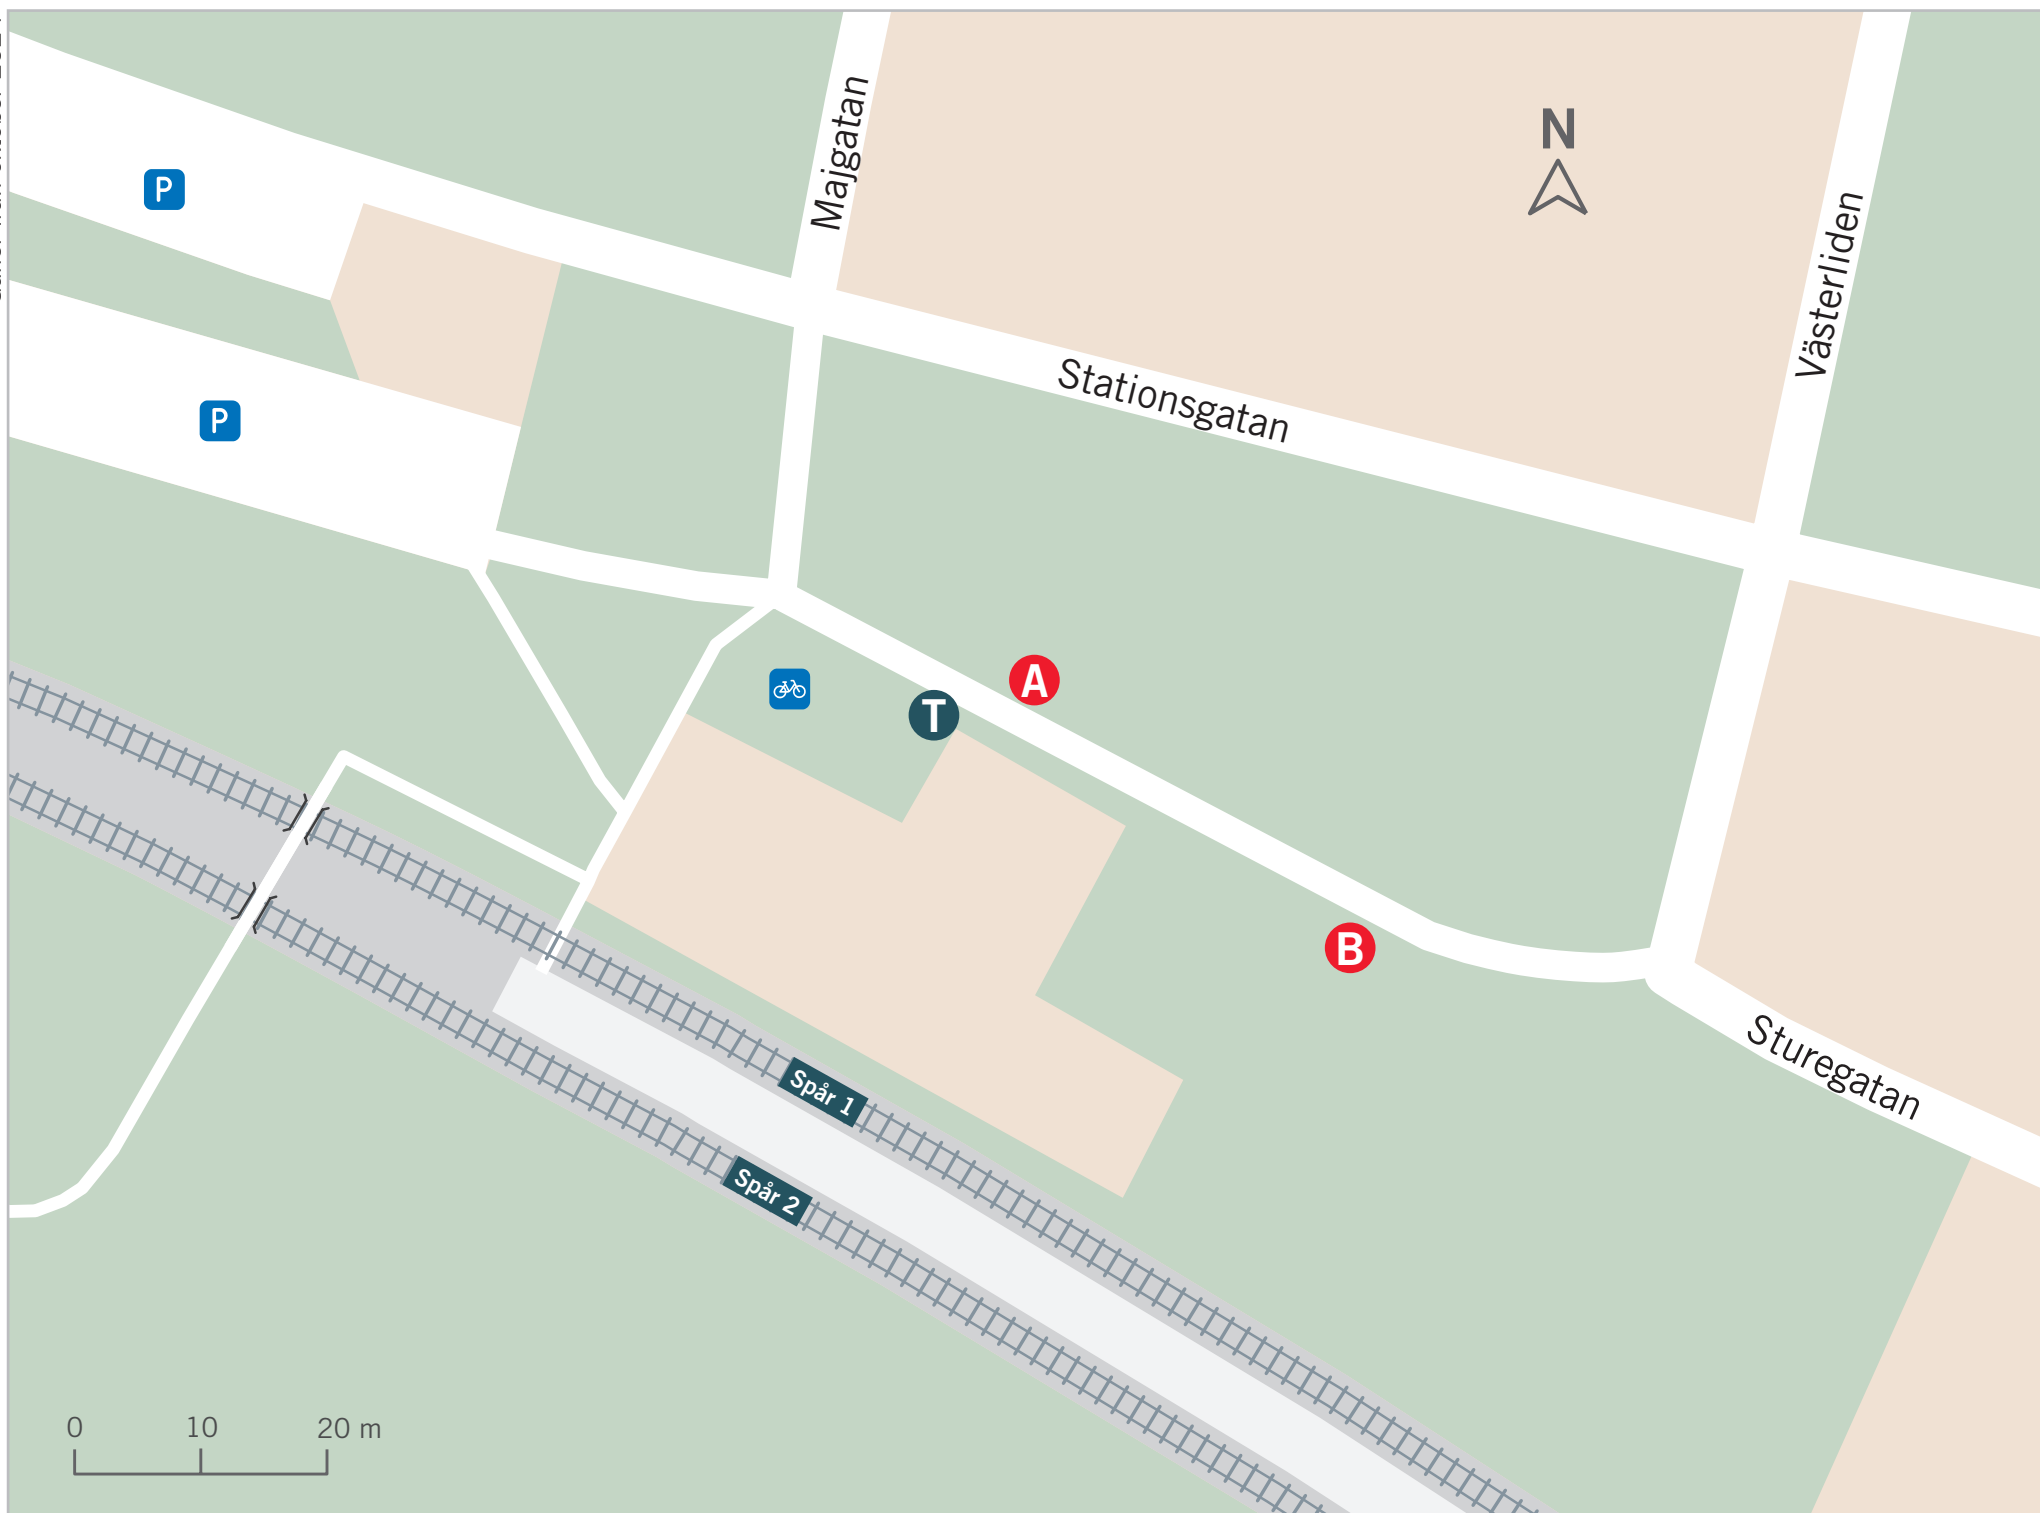 Majgatan
N
P
Västerliden
Stationsgatan
P
A
T
B
Sturegatan
Spår 1
Spår 2
0 10 20 m